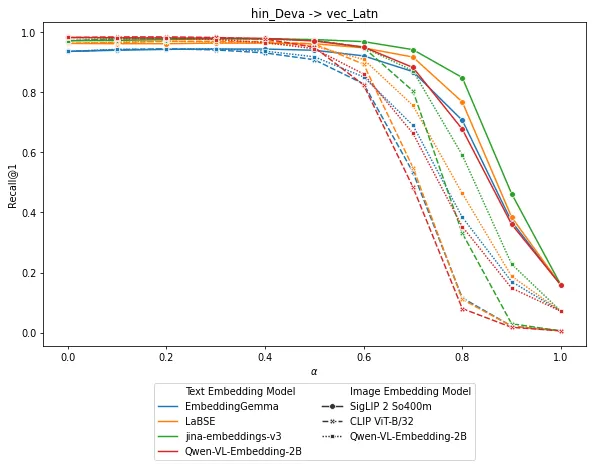 hin_Deva -> vec_Latn
1.0
0.8
0.6
0.4
0.2
0.0
Recall@1
0.0 0.2 0.4 0.6 0.8 1.0
α
Text Embedding Model Image Embedding Model
EmbeddingGemma SigLIP 2 So400m
LaBSE CLIP ViT-B/32
jina-embeddings-v3 Qwen-VL-Embedding-2B
Qwen-VL-Embedding-2B